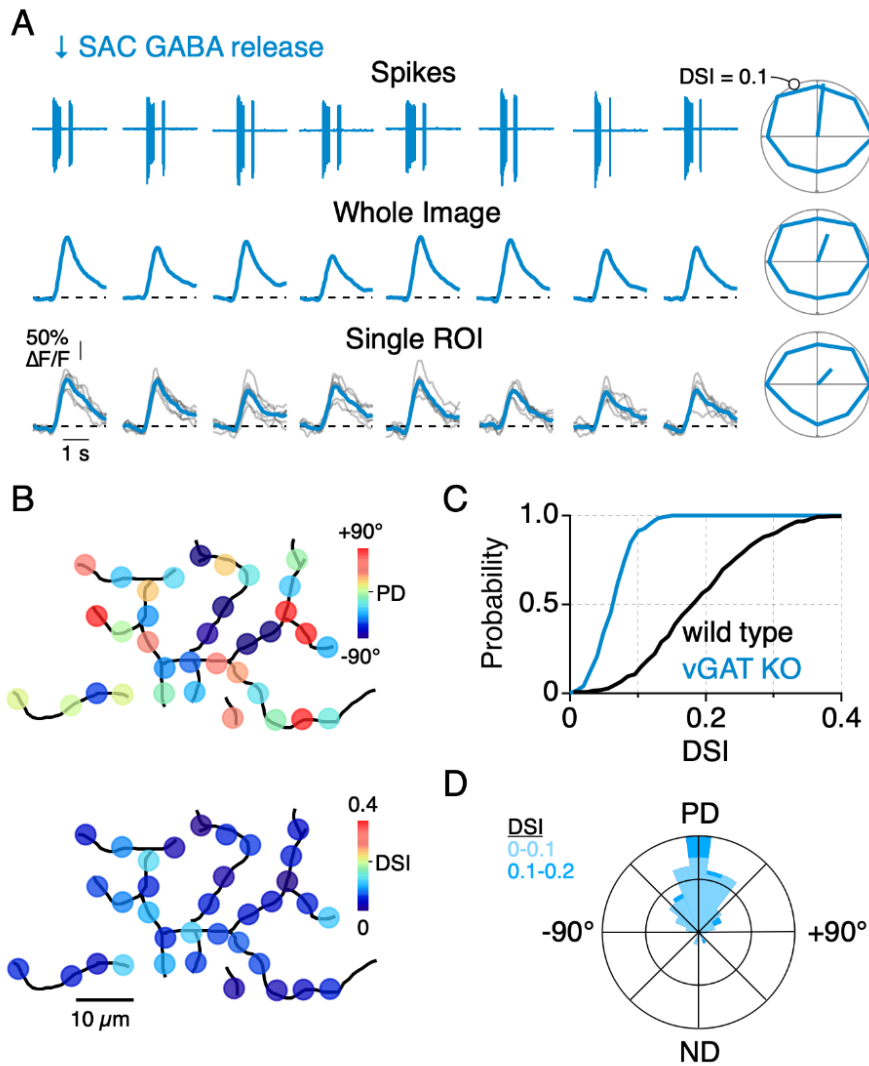 A
↓ SAC GABA release
Spikes
DSI = 0.1
Whole Image
50%
ΔF/F
Single ROI
1 s
B
+90°
PD
-90°
0.4
DSI
0
10 µm
C
1.0
Probability
0.5
wild type
vGAT KO
0
0 0.2 0.4
DSI
D
PD
DSI
0-0.1
0.1-0.2
-90° +90°
ND